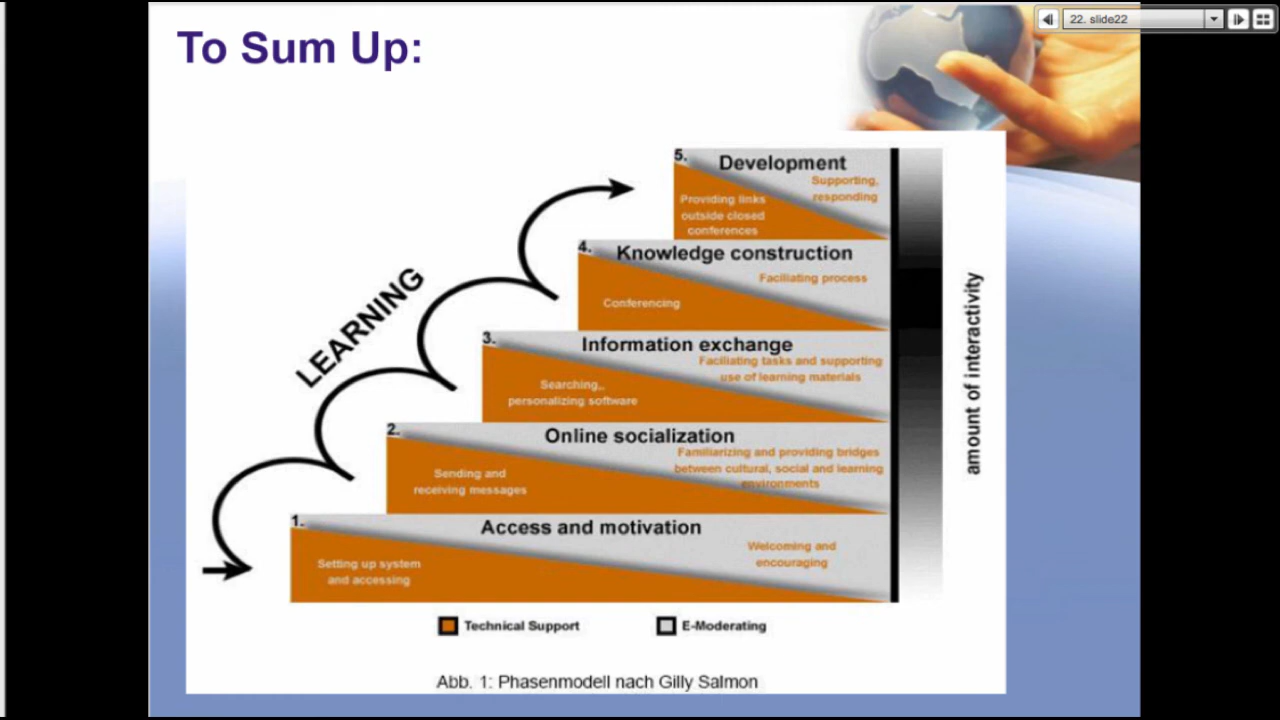 22. slide22
To Sum Up:
5.
Development
Supporting,
responding
Providing links
outside closed
conferences
4.
Knowledge construction
Faciliating process
Conferencing
3.
Information exchange
Faciliating tasks and supporting
use of learning materials
Searching,,
personalizing software
2.
Online socialization
Familiarizing and providing bridges
between cultural, social and learning
environments
Sending and
receiving messages
1.
Access and motivation
Welcoming and
encouraging
Setting up system
and accessing
LEARNING
amount of interactivity
Technical Support
E-Moderating
Abb. 1: Phasenmodell nach Gilly Salmon